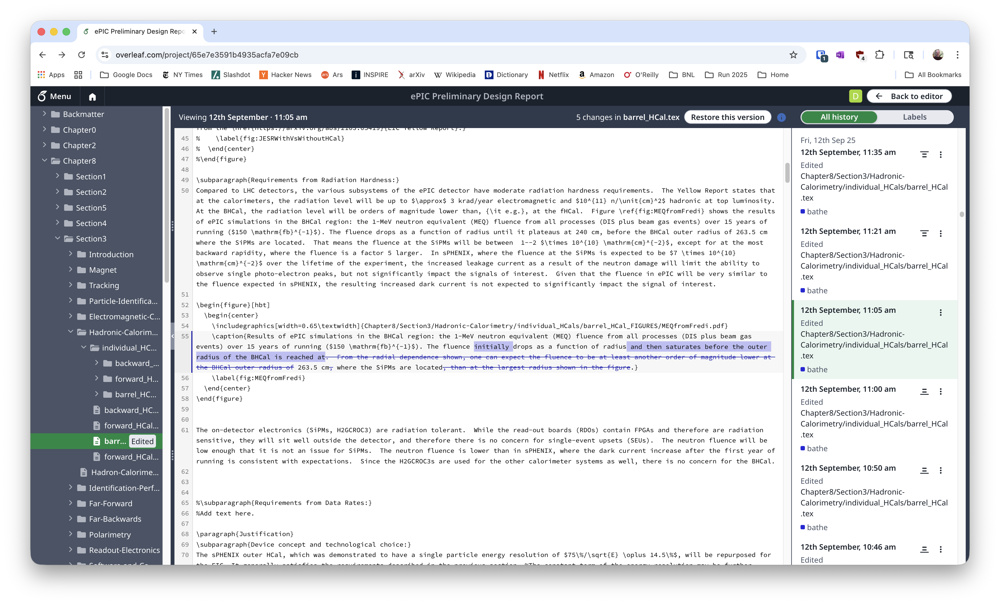 ePIC Preliminary Design Repo
overleaf.com/project/65e7e3591b4935acfa7e09cb
1
4
Apps
Google Docs
NY Times
Slashdot
Hacker News
Ars
INSPIRE
arXiv
Wikipedia
Dictionary
Netflix
Amazon
O'Reilly
BNL
Run 2025
Home
All Bookmarks
Menu
ePIC Preliminary Design Report
D
Back to editor
Backmatter
Chapter0
Chapter2
Chapter8
Section1
Section2
Section5
Section4
Section3
Introduction
Magnet
Tracking
Particle-Identifica...
Electromagnetic-C...
Hadronic-Calorim...
individual_HC...
backward_...
forward_H...
barrel_HC...
backward_HC...
forward_HCal...
barr... Edited
forward_HCal...
Hadron-Calorime...
Identification-Perf...
Far-Forward
Far-Backwards
Polarimetry
Readout-Electronics
Viewing 12th September · 11:05 am
5 changes in barrel_HCal.tex
Restore this version
from the \href{https://arxiv.org/abs/2103.05419}{EIC Yellow Report}.}
45 %    \label{fig:JESRWithVsWithoutHCal}
46 %  \end{center}
47 %\end{figure}
48
49 \subparagraph{Requirements from Radiation Hardness:}
50 Compared to LHC detectors, the various subsystems of the ePIC detector have moderate radiation hardness requirements.  The Yellow Report states that
at the calorimeters, the radiation level will be up to $\approx$ 3 krad/year electromagnetic and $10^{11} n/\unit{cm}^2$ hadronic at top luminosity.
At the BHCal, the radiation level will be orders of magnitude lower than, {\it e.g.}, at the fHCal.  Figure \ref{fig:MEQfromFredi} shows the results
of ePIC simulations in the BHCal region: the 1-MeV neutron equivalent (MEQ) fluence from all processes (DIS plus beam gas events) over 15 years of
running ($150 \mathrm{fb}^{-1}$). The fluence drops as a function of radius until it plateaus at 240 cm, before the BHCal outer radius of 263.5 cm
where the SiPMs are located.  That means the fluence at the SiPMs will be between  1--2 $\times 10^{10} \mathrm{cm}^{-2}$, except for at the most
backward rapidity, where the fluence is a factor 5 larger.  In sPHENIX, where the fluence at the SiPMs is expected to be $7 \times 10^{10}
\mathrm{cm}^{-2}$ over the lifetime of the experiment, the increased leakage current as a result of the neutron damage will limit the ability to
observe single photo-electron peaks, but not significantly impact the signals of interest.  Given that the fluence in ePIC will be very similar to
the fluence expected in sPHENIX, the resulting increased dark current is not expected to significantly impact the signal of interest.
51
52 \begin{figure}[hbt]
53   \begin{center}
54     \includegraphics[width=0.65\textwidth]{Chapter8/Section3/Hadronic-Calorimetry/individual_HCals/barrel_HCal_FIGURES/MEQfromFredi.pdf}
55     \caption{Results of ePIC simulations in the BHCal region: the 1-MeV neutron equivalent (MEQ) fluence from all processes (DIS plus beam gas
events) over 15 years of running ($150 \mathrm{fb}^{-1}$). The fluence initially drops as a function of radius and then saturates before the outer
radius of the BHCal is reached at.  From the radial dependence shown, one can expect the fluence to be at least another order of magnitude lower at
the BHCal outer radius of 263.5 cm, where the SiPMs are located, than at the largest radius shown in the figure.}
56     \label{fig:MEQfromFredi}
57   \end{center}
58 \end{figure}
59
60
61 The on-detector electronics (SiPMs, H2GCROC3) are radiation tolerant.  While the read-out boards (RDOs) contain FPGAs and therefore are radiation
sensitive, they will sit well outside the detector, and therefore there is no concern for single-event upsets (SEUs).  The neutron fluence will be
low enough that it is not an issue for SiPMs.  The neutron fluence is lower than in sPHENIX, where the dark current increase after the first year of
running is consistent with expectations.  Since the H2GCROC3s are used for the other calorimeter systems as well, there is no concern for the BHCal.
62
63
64
65 %\subparagraph{Requirements from Data Rates:}
66 %Add text here.
67
68 \paragraph{Justification}
69 \subparagraph{Device concept and technological choice:}
70 The sPHENIX outer HCal, which was demonstrated to have a single particle energy resolution of $75\%/\sqrt{E} \oplus 14.5\%$, will be repurposed for
All history
Labels
Fri, 12th Sep 25
12th September, 11:35 am
Edited
Chapter8/Section3/Hadronic-
Calorimetry/individual_HCals/barrel_HCal
.tex
bathe
12th September, 11:21 am
Edited
Chapter8/Section3/Hadronic-
Calorimetry/individual_HCals/barrel_HCal
.tex
bathe
12th September, 11:05 am
Edited
Chapter8/Section3/Hadronic-
Calorimetry/individual_HCals/barrel_HCal
.tex
bathe
12th September, 11:00 am
Edited
Chapter8/Section3/Hadronic-
Calorimetry/individual_HCals/barrel_HCal
.tex
bathe
12th September, 10:50 am
Edited
Chapter8/Section3/Hadronic-
Calorimetry/individual_HCals/barrel_HCal
.tex
bathe
12th September, 10:46 am
Edited